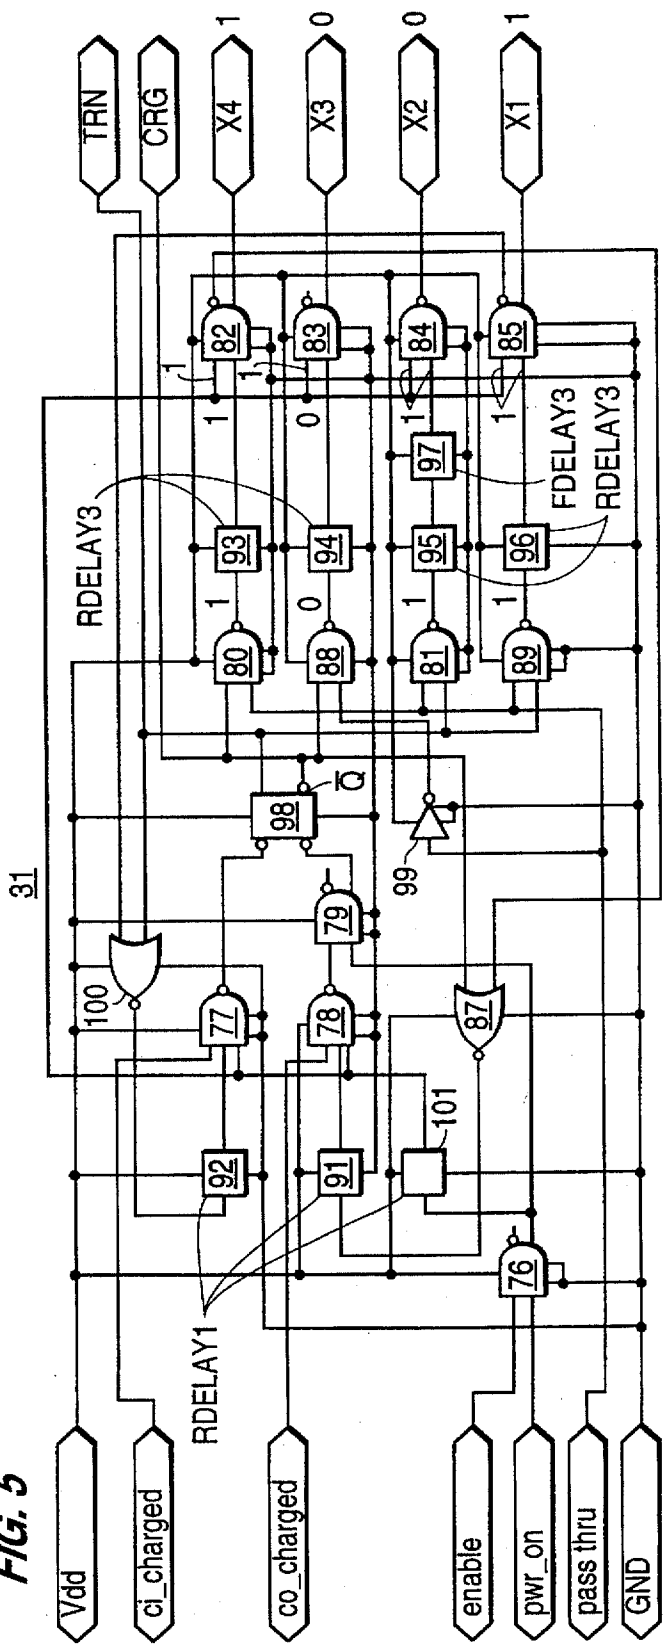 FIG. 5
31
Vdd
ci_charged
co_charged
enable
pwr_on
pass thru
GND
RDELAY1
92
91
101
76
100
77
78
79
87
98
Q
99
80
88
81
89
1
0
1
1
RDELAY3
93
94
95
96
97
FDELAY3
RDELAY3
1
0
1
1
1
1
82
83
84
85
TRN
CRG
X4
X3
X2
X1
1
0
0
1